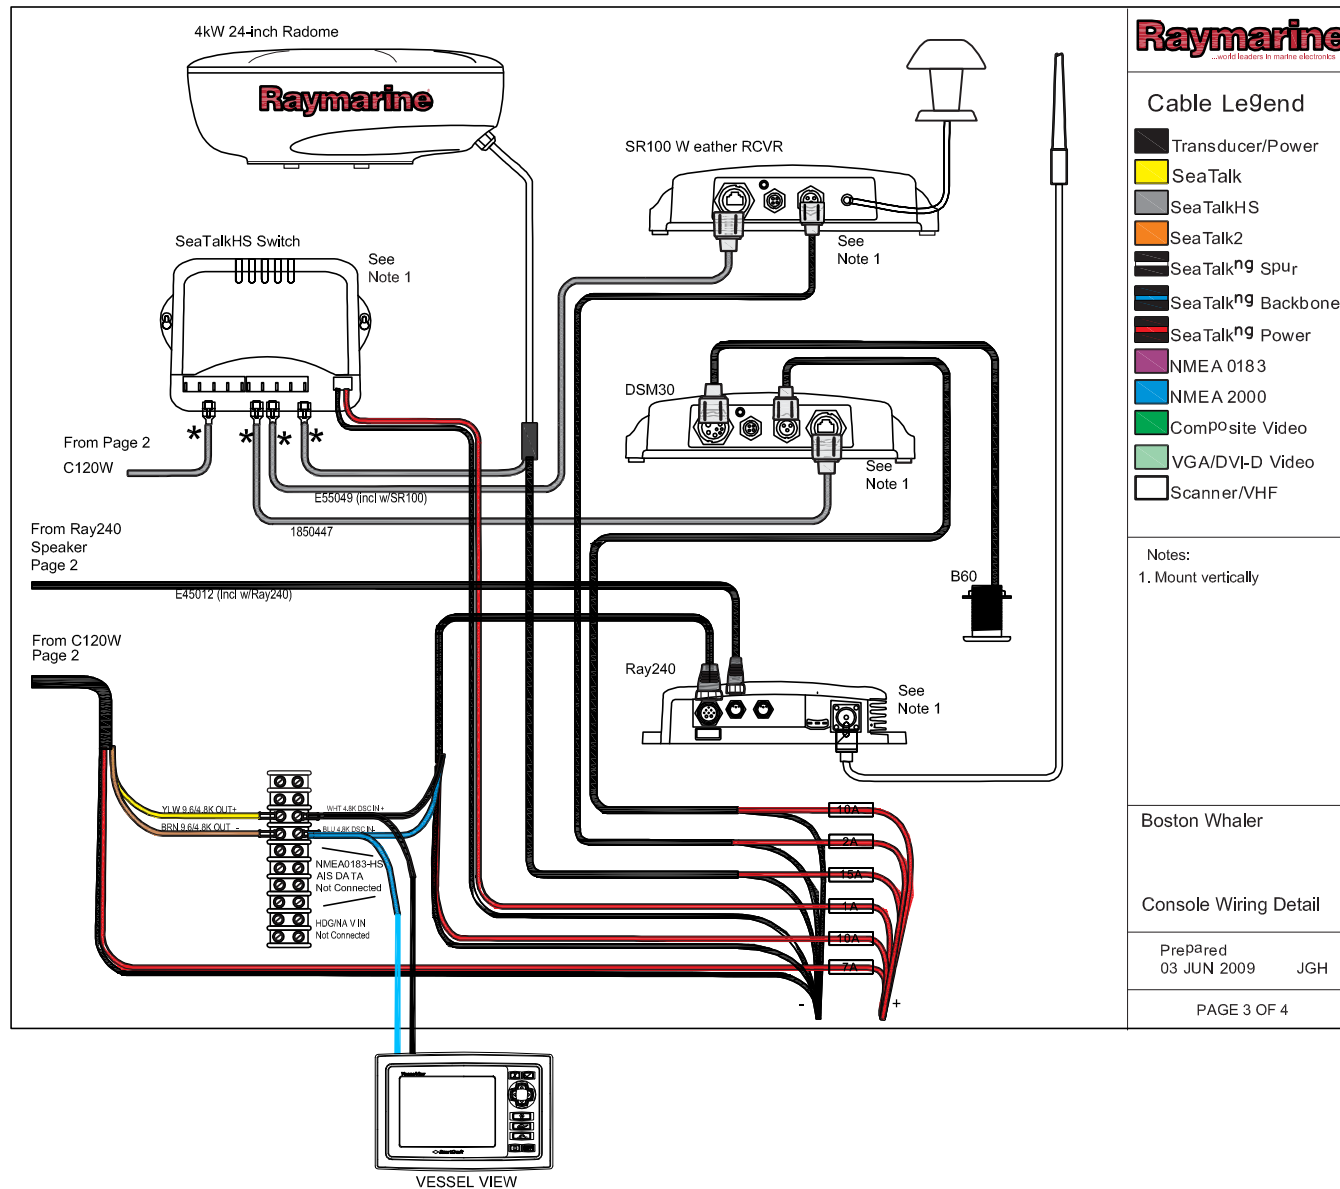 4kW 24-inch Radome
Raymarine
SR100 W eather RCVR
See
Note 1
SeaTalkHS Switch
See
Note 1
DSM30
See
Note 1
From Page 2
C120W
*
*
*
*
E55049 (incl w/SR100)
1850447
From Ray240
Speaker
Page 2
E45012 (Incl w/Ray240)
B60
From C120W
Page 2
Ray240
See
Note 1
YLW 9.6/4.8K OUT+
BRN 9.6/4.8K OUT -
WHT 4.8K DSC IN+
BLU 4.8K DSC IN-
NMEA0183-HS
AIS DATA
Not Connected
HDG/NA V IN
Not Connected
10A
2A
15A
1A
10A
7A
-
+
VESSEL VIEW
Raymarine
...world leaders in marine electronics
Cable Legend
Transducer/Power
SeaTalk
SeaTalkHS
SeaTalk2
SeaTalkng Spur
SeaTalkng Backbone
SeaTalkng Power
NMEA 0183
NMEA 2000
Composite Video
VGA/DVI-D Video
Scanner/VHF
Notes:
1. Mount vertically
Boston Whaler
Console Wiring Detail
Prepared
03 JUN 2009 JGH
PAGE 3 OF 4